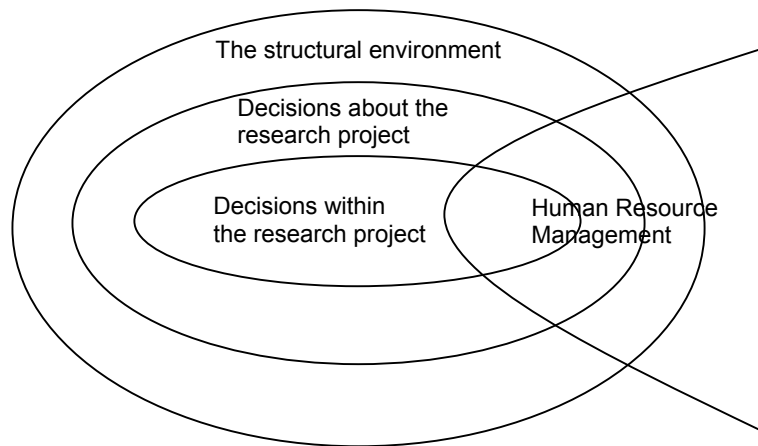 The structural environment
Decisions about the
research project
Decisions within
the research project
Human Resource
Management